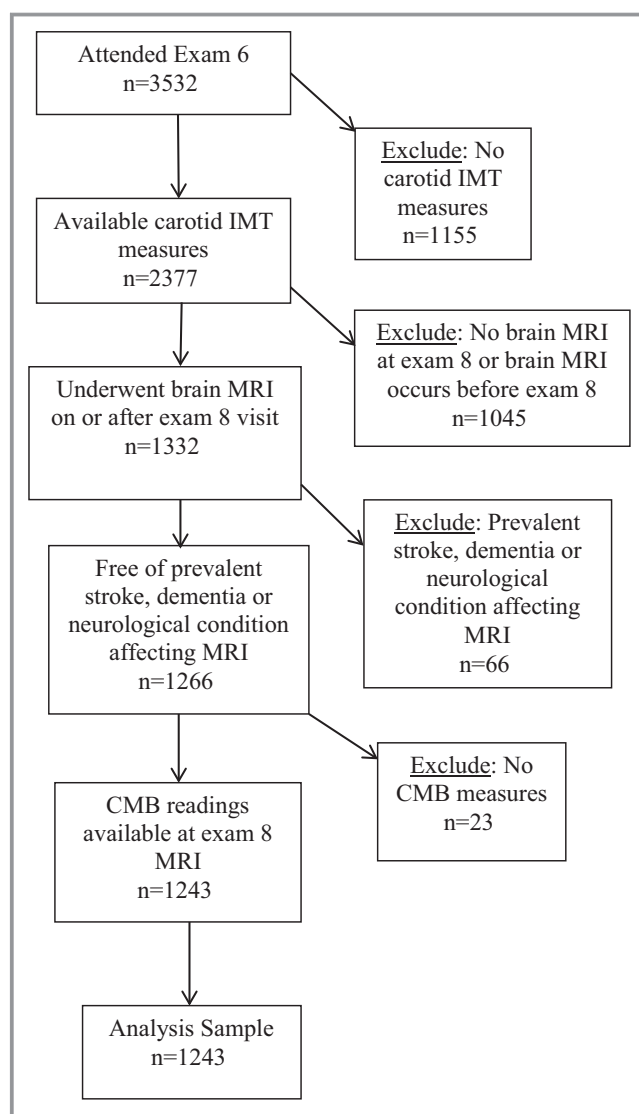 Attended Exam 6
n=3532
Exclude: No
carotid IMT
measures
n=1155
Available carotid IMT
measures
n=2377
Exclude: No brain MRI
at exam 8 or brain MRI
occurs before exam 8
n=1045
Underwent brain MRI
on or after exam 8 visit
n=1332
Exclude: Prevalent
stroke, dementia or
neurological
condition affecting
MRI
n=66
Free of prevalent
stroke, dementia or
neurological condition
affecting MRI
n=1266
Exclude: No
CMB measures
n=23
CMB readings
available at exam 8
MRI
n=1243
Analysis Sample
n=1243